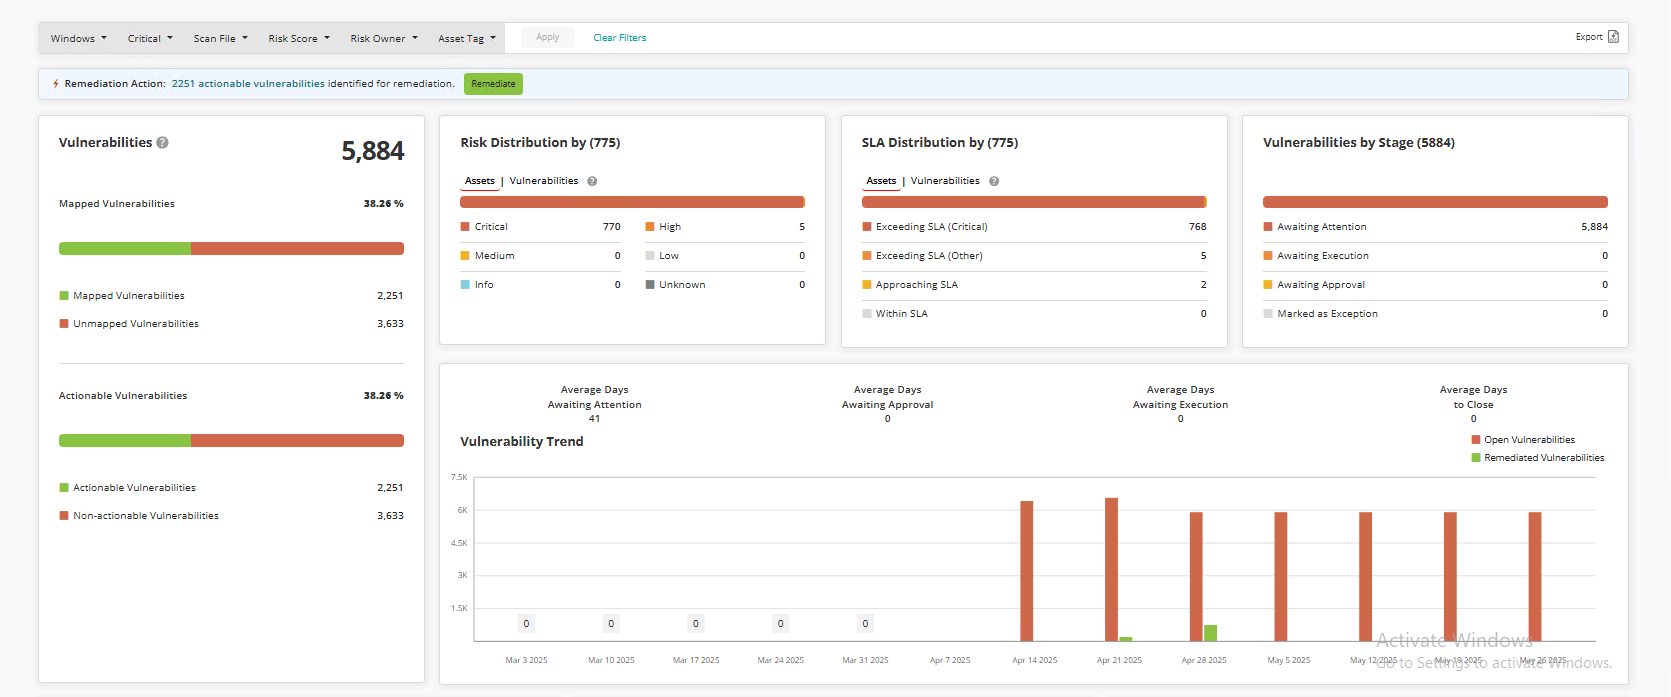 Windows Critical Scan File Risk Score Risk Owner Asset Tag Apply Clear Filters Export
Remediation Action: 2251 actionable vulnerabilities identified for remediation. Remediate
Vulnerabilities ?
5,884
Mapped Vulnerabilities 38.26 %
Mapped Vulnerabilities 2,251
Unmapped Vulnerabilities 3,633
Actionable Vulnerabilities 38.26 %
Actionable Vulnerabilities 2,251
Non-actionable Vulnerabilities 3,633
Risk Distribution by (775)
Assets | Vulnerabilities ?
Critical 770 High 5
Medium 0 Low 0
Info 0 Unknown 0
SLA Distribution by (775)
Assets | Vulnerabilities ?
Exceeding SLA (Critical) 768
Exceeding SLA (Other) 5
Approaching SLA 2
Within SLA 0
Vulnerabilities by Stage (5884)
Awaiting Attention 5,884
Awaiting Execution 0
Awaiting Approval 0
Marked as Exception 0
Average Days
Awaiting Attention
41
Average Days
Awaiting Approval
0
Average Days
Awaiting Execution
0
Average Days
to Close
0
Vulnerability Trend
Open Vulnerabilities
Remediated Vulnerabilities
7.5K
6K
4.5K
3K
1.5K
0 0 0 0 0
Mar 3 2025 Mar 10 2025 Mar 17 2025 Mar 24 2025 Mar 31 2025 Apr 7 2025 Apr 14 2025 Apr 21 2025 Apr 28 2025 May 5 2025 May 12 2025 May 19 2025 May 26 2025
Activate Windows
Go to Settings to activate Windows.